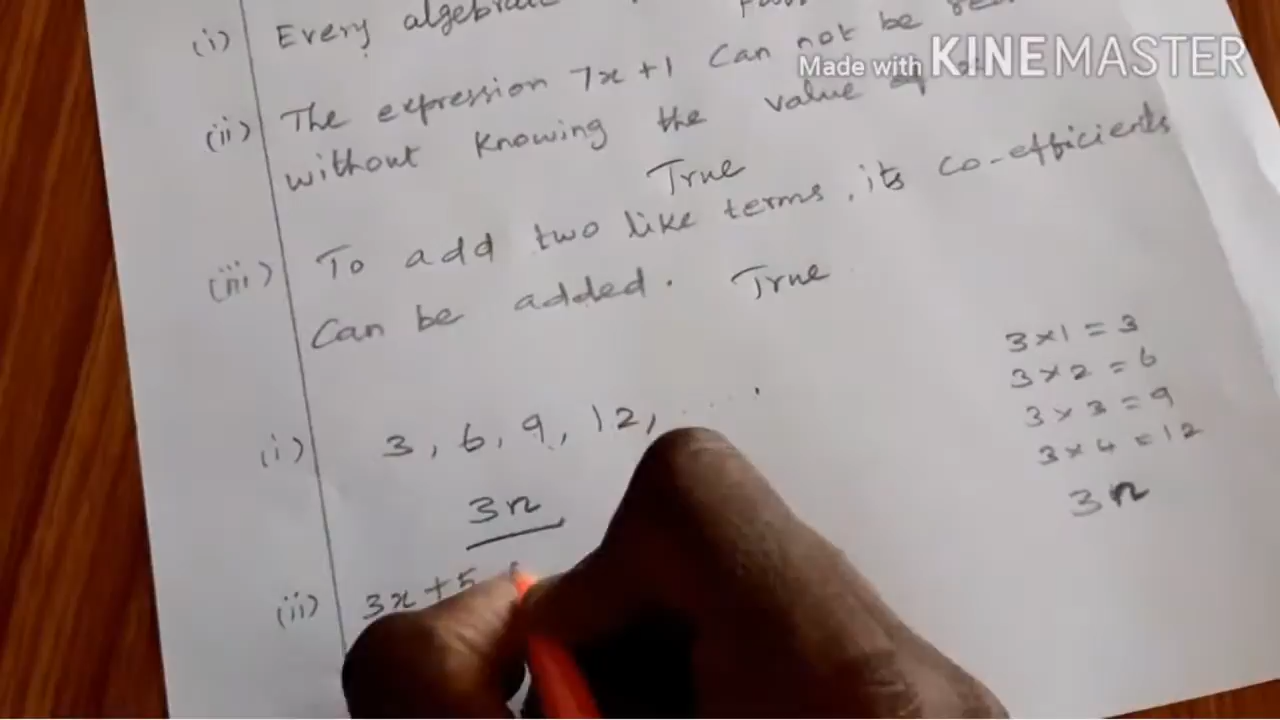 (i) Every algebraic
(ii) The expression 7x+1 Can not be
without knowing the value of
True
(iii) To add two like terms, its co-efficients
Can be added. True
(i) 3, 6, 9, 12, .....
3n
(ii) 3x+5
3×1=3
3×2=6
3×3=9
3×4=12
3n
Made with KINEMASTER